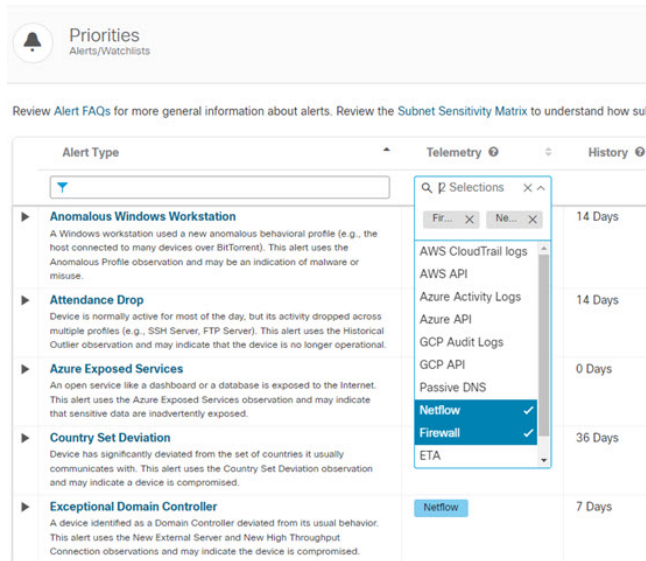 Priorities
Alerts/Watchlists
Review Alert FAQs for more general information about alerts. Review the Subnet Sensitivity Matrix to understand how
Alert Type
Telemetry
History
2 Selections
Fir...
Ne...
Anomalous Windows Workstation
A Windows workstation used a new anomalous behavioral profile (e.g., the
host connected to many devices over BitTorrent). This alert uses the
Anomalous Profile observation and may be an indication of malware or
misuse.
14 Days
AWS CloudTrail logs
AWS API
Azure Activity Logs
Azure API
GCP Audit Logs
GCP API
Passive DNS
Netflow
Firewall
ETA
Attendance Drop
Device is normally active for most of the day, but its activity dropped across
multiple profiles (e.g., SSH Server, FTP Server). This alert uses the Historical
Outlier observation and may indicate that the device is no longer operational.
14 Days
Azure Exposed Services
An open service like a dashboard or a database is exposed to the Internet.
This alert uses the Azure Exposed Services observation and may indicate
that sensitive data are inadvertently exposed.
0 Days
Country Set Deviation
Device has significantly deviated from the set of countries it usually
communicates with. This alert uses the Country Set Deviation observation
and may indicate a device is compromised.
36 Days
Exceptional Domain Controller
A device identified as a Domain Controller deviated from its usual behavior.
This alert uses the New External Server and New High Throughput
Connection observations and may indicate the device is compromised.
Netflow
7 Days